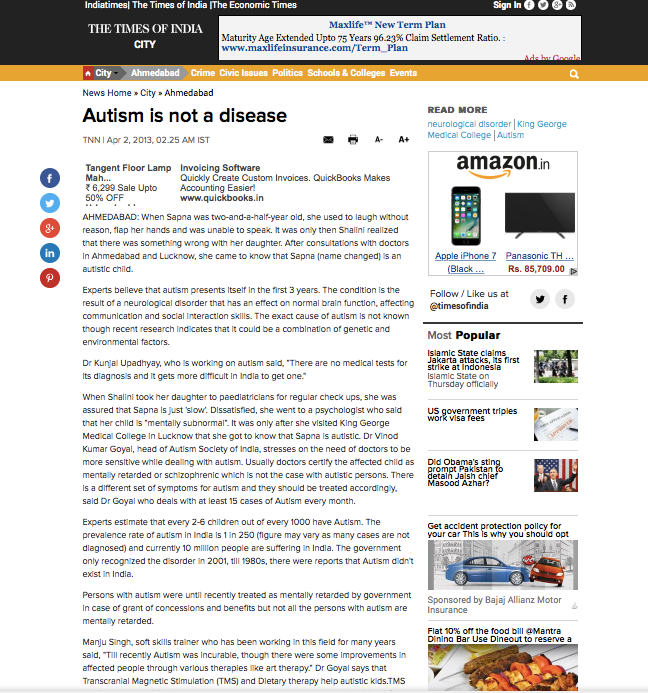 Indiatimes| The Times of India |The Economic Times
Sign In
THE TIMES OF INDIA
CITY
Maxlife™ New Term Plan
Maturity Age Extended Upto 75 Years 96.23% Claim Settlement Ratio. :
www.maxlifeinsurance.com/Term_Plan
Ads by Google
City
Ahmedabad
Crime Civic Issues Politics Schools & Colleges Events
News Home » City » Ahmedabad
Autism is not a disease
TNN | Apr 2, 2013, 02.25 AM IST
A- A+
Tangent Floor Lamp
Mah...
₹ 6,299 Sale Upto
50% OFF
Invoicing Software
Quickly Create Custom Invoices. QuickBooks Makes
Accounting Easier!
www.quickbooks.in
AHMEDABAD: When Sapna was two-and-a-half-year old, she used to laugh without
reason, flap her hands and was unable to speak. It was only then Shalini realized
that there was something wrong with her daughter. After consultations with doctors
in Ahmedabad and Lucknow, she came to know that Sapna (name changed) is an
autistic child.
Experts believe that autism presents itself in the first 3 years. The condition is the
result of a neurological disorder that has an effect on normal brain function, affecting
communication and social interaction skills. The exact cause of autism is not known
though recent research indicates that it could be a combination of genetic and
environmental factors.
Dr Kunjal Upadhyay, who is working on autism said, "There are no medical tests for
its diagnosis and it gets more difficult in India to get one."
When Shalini took her daughter to paediatricians for regular check ups, she was
assured that Sapna is just 'slow'. Dissatisfied, she went to a psychologist who said
that her child is "mentally subnormal". It was only after she visited King George
Medical College in Lucknow that she got to know that Sapna is autistic. Dr Vinod
Kumar Goyal, head of Autism Society of India, stresses on the need of doctors to be
more sensitive while dealing with autism. Usually doctors certify the affected child as
mentally retarded or schizophrenic which is not the case with autistic persons. There
is a different set of symptoms for autism and they should be treated accordingly,
said Dr Goyal who deals with at least 15 cases of Autism every month.
Experts estimate that every 2-6 children out of every 1000 have Autism. The
prevalence rate of autism in India is 1 in 250 (figure may vary as many cases are not
diagnosed) and currently 10 million people are suffering in India. The government
only recognized the disorder in 2001, till 1980s, there were reports that Autism didn't
exist in India.
Persons with autism were until recently treated as mentally retarded by government
in case of grant of concessions and benefits but not all the persons with autism are
mentally retarded.
Manju Singh, soft skills trainer who has been working in this field for many years
said, "Till recently Autism was incurable, though there were some improvements in
affected people through various therapies like art therapy." Dr Goyal says that
Transcranial Magnetic Stimulation (TMS) and Dietary therapy help autistic kids.TMS
READ MORE
neurological disorder | King George
Medical College | Autism
amazon.in
Apple iPhone 7
(Black ...
Panasonic TH ...
Rs. 85,709.00
Follow / Like us at
@timesofindia
Most Popular
Islamic State claims
Jakarta attacks, its first
strike at Indonesia
Islamic State on
Thursday officially
US government triples
work visa fees
Did Obama's sting
prompt Pakistan to
detain Jaish chief
Masood Azhar?
Get accident protection policy for
your car This is why you should opt
Sponsored by Bajaj Allianz Motor
Insurance
Flat 10% off the food bill @Mantra
Dining Bar Use Dineout to reserve a